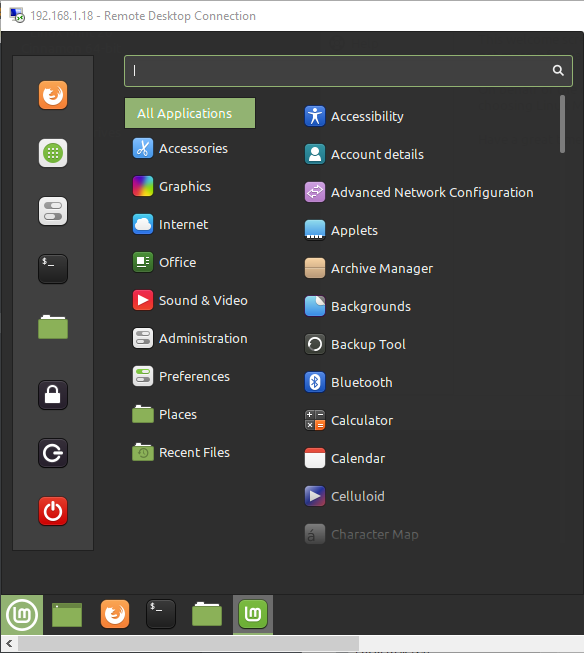 192.168.1.18 - Remote Desktop Connection
All Applications
Accessories
Graphics
Internet
Office
Sound & Video
Administration
Preferences
Places
Recent Files
Accessibility
Account details
Advanced Network Configuration
Applets
Archive Manager
Backgrounds
Backup Tool
Bluetooth
Calculator
Calendar
Celluloid
Character Map
$_
$_